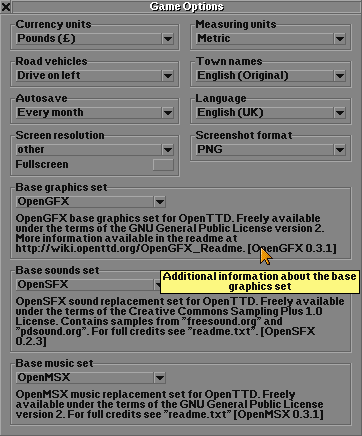 Game Options
Currency units
Pounds (£)
Measuring units
Metric
Road vehicles
Drive on left
Town names
English (Original)
Autosave
Every month
Language
English (UK)
Screen resolution
other
Fullscreen
Screenshot format
PNG
Base graphics set
OpenGFX
OpenGFX base graphics set for OpenTTD. Freely available
under the terms of the GNU General Public License version 2.
More information available in the readme at
http://wiki.openttd.org/OpenGFX_Readme. [OpenGFX 0.3.1]
Base sounds set
OpenSFX
Additional information about the base
graphics set
OpenSFX sound replacement set for OpenTTD. Freely available
under the terms of the Creative Commons Sampling Plus 1.0
License. Contains samples from "freesound.org" and
"pdsound.org". For full credits see "readme.txt". [OpenSFX
0.2.3]
Base music set
OpenMSX
OpenMSX music replacement set for OpenTTD. Freely
available under the terms of the GNU General Public License
version 2. For full credits see "readme.txt" [OpenMSX 0.3.1]